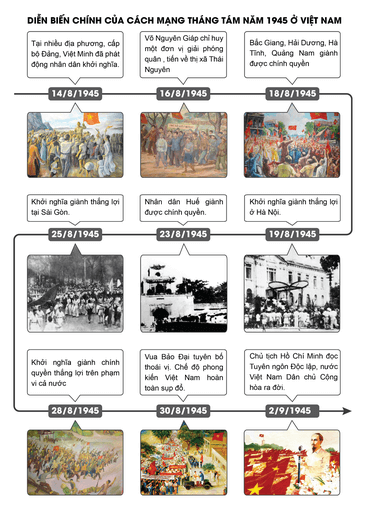 DIỄN BIẾN CHÍNH CỦA CÁCH MẠNG THÁNG TÁM NĂM 1945 Ở VIỆT NAM
Tại nhiều địa phương, cấp
bộ Đảng, Việt Minh đã phát
động nhân dân khởi nghĩa.
14/8/1945
Võ Nguyên Giáp chỉ huy
một đơn vị giải phóng
quân , tiến về thị xã Thái
Nguyên
16/8/1945
Bắc Giang, Hải Dương, Hà
Tĩnh, Quảng Nam giành
được chính quyền
18/8/1945
Khởi nghĩa giành thắng lợi
ở Hà Nội.
19/8/1945
Nhân dân Huế giành
được chính quyền.
23/8/1945
Khởi nghĩa giành thắng lợi
tại Sài Gòn.
25/8/1945
Khởi nghĩa giành chính
quyền thắng lợi trên phạm
vi cả nước
28/8/1945
Vua Bảo Đại tuyên bố
thoái vị. Chế độ phong
kiến Việt Nam hoàn
toàn sụp đổ.
30/8/1945
Chủ tịch Hồ Chí Minh đọc
Tuyên ngôn Độc lập, nước
Việt Nam Dân chủ Cộng
hòa ra đời.
2/9/1945